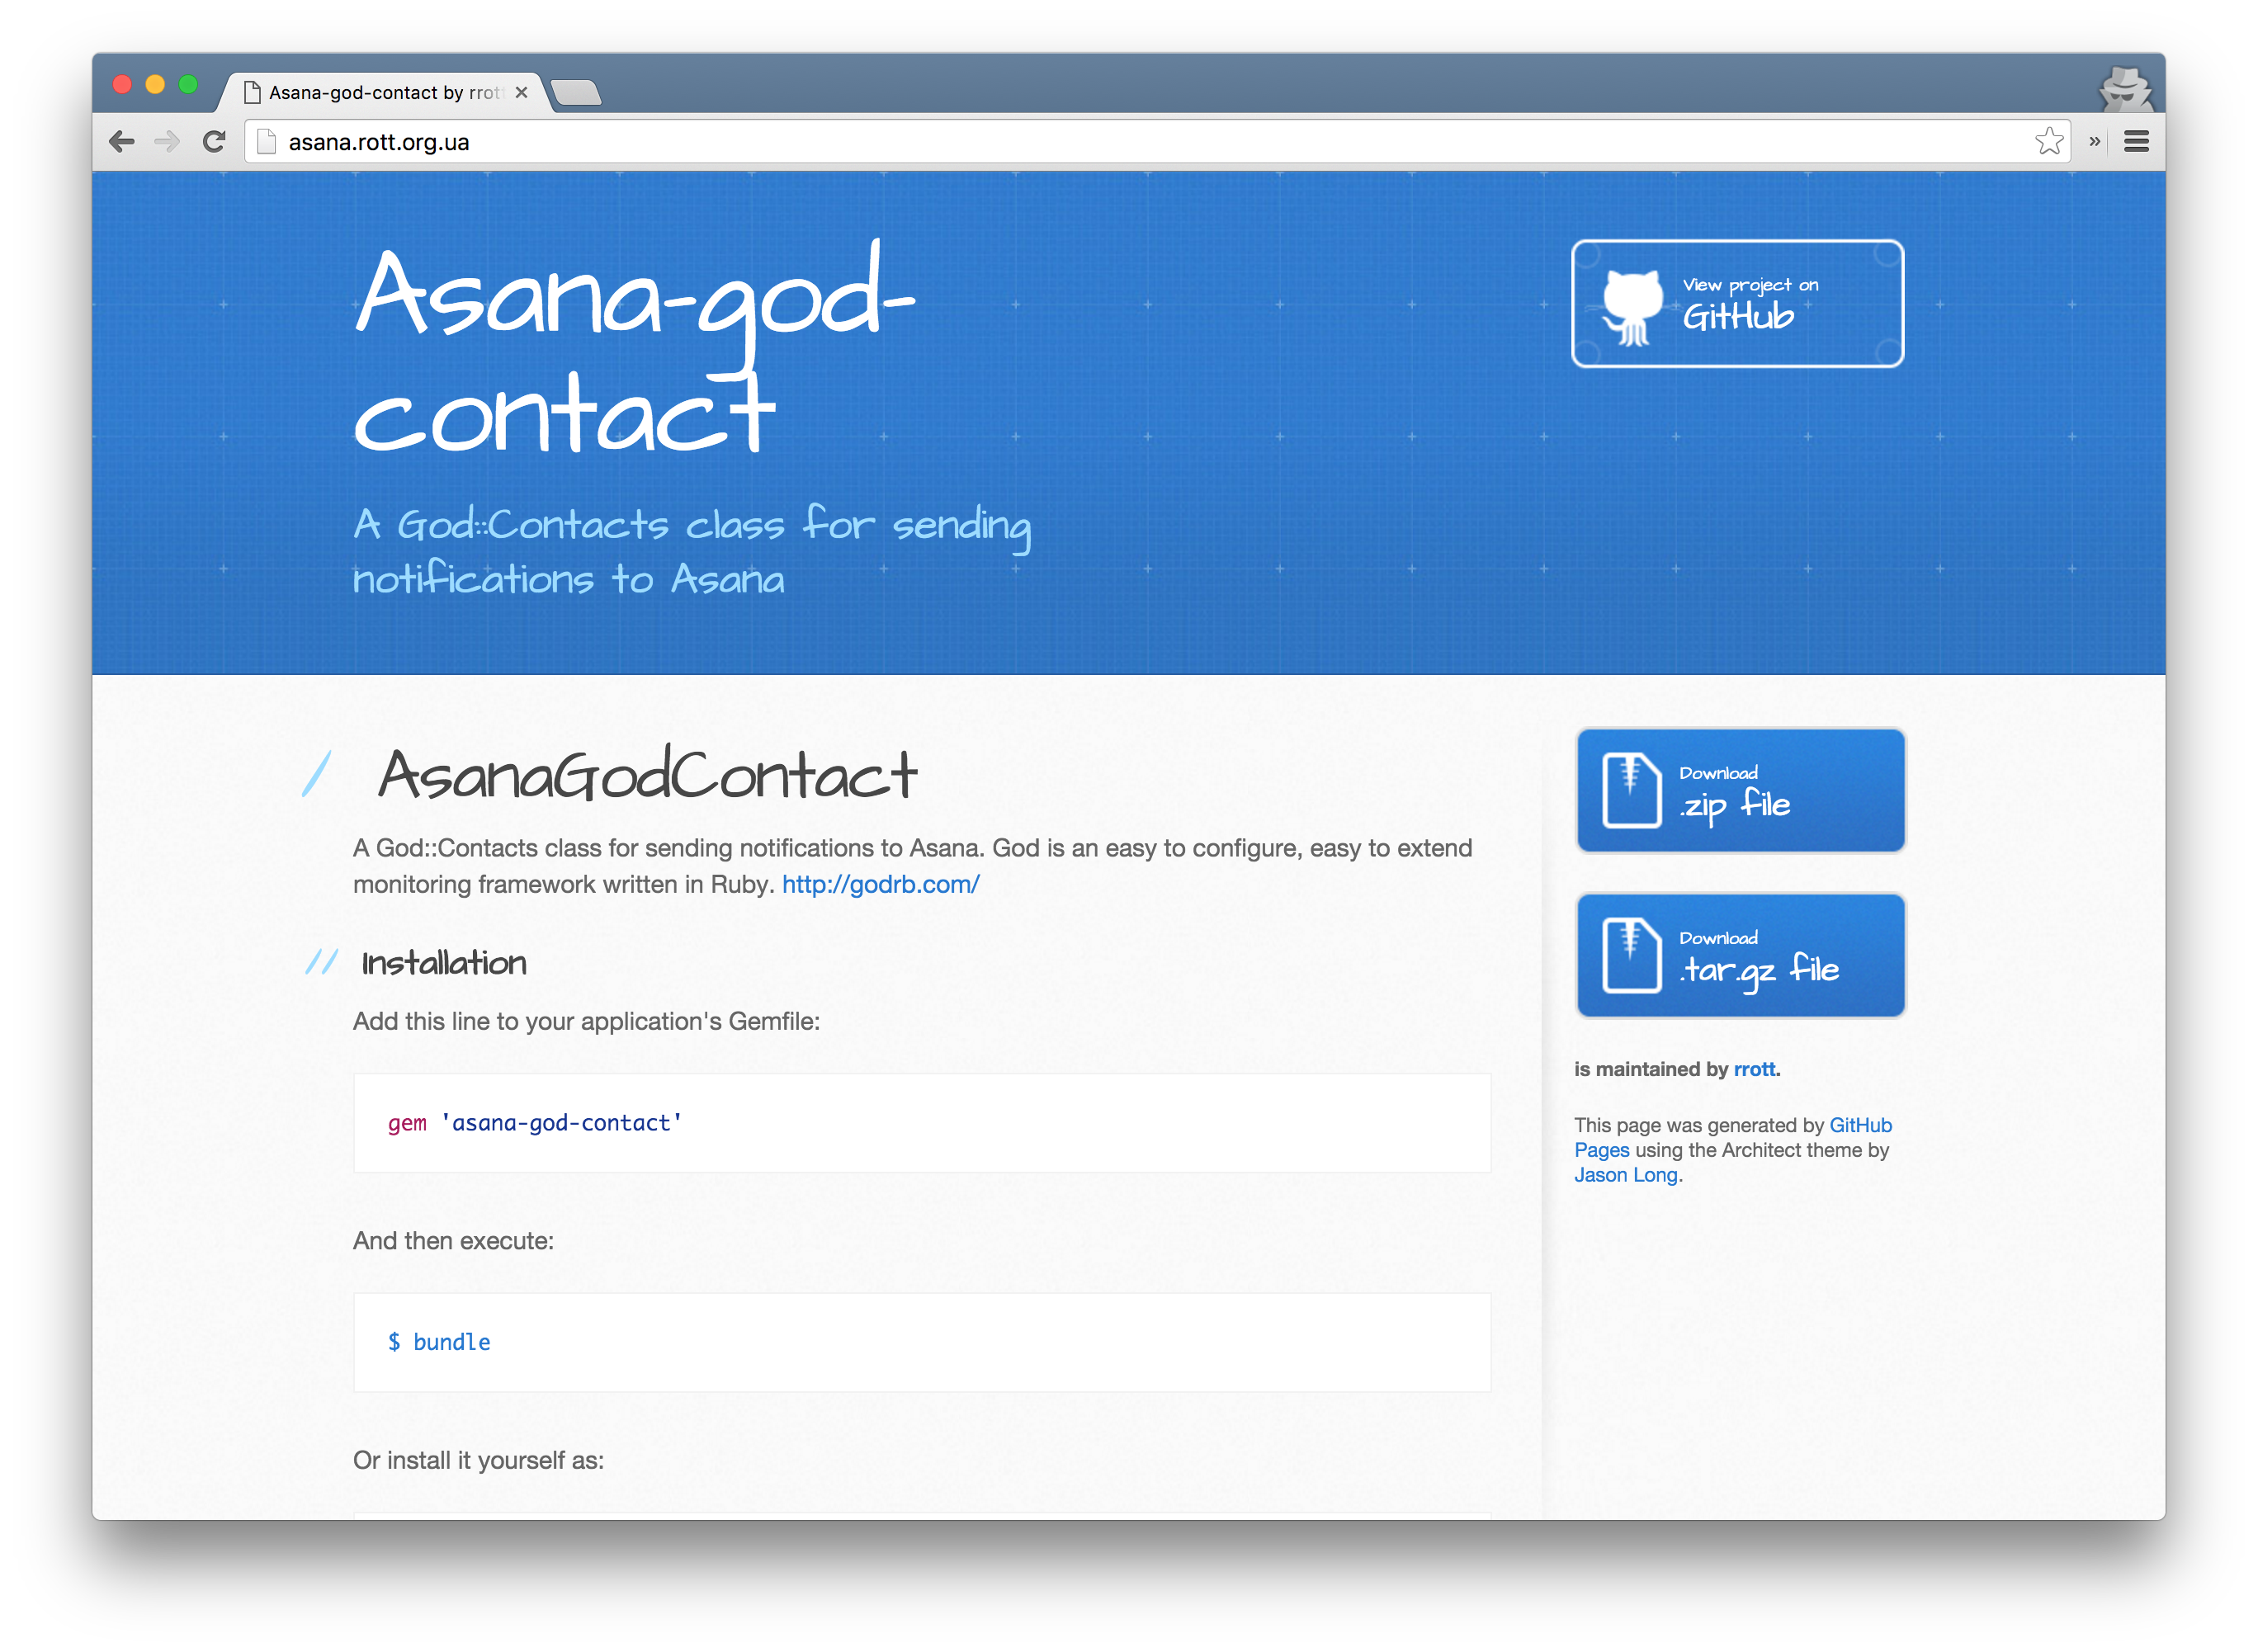 Asana-god-contact by rrott
asana.rott.org.ua
»
Asana-god-
contact
A God::Contacts class for sending
notifications to Asana
View project on
GitHub
AsanaGodContact
A God::Contacts class for sending notifications to Asana. God is an easy to configure, easy to extend
monitoring framework written in Ruby. http://godrb.com/
Installation
Add this line to your application's Gemfile:
gem 'asana-god-contact'
And then execute:
$ bundle
Or install it yourself as:
Download
.zip file
Download
.tar.gz file
is maintained by rrott.
This page was generated by GitHub
Pages using the Architect theme by
Jason Long.